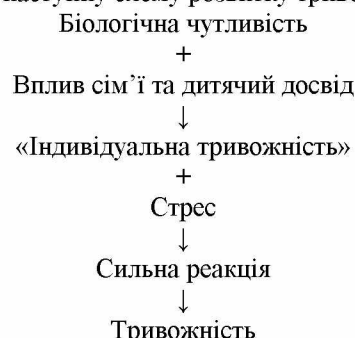 Біологічна чутливість
+
Вплив сім’ї та дитячий досвід
↓
«Індивідуальна тривожність»
+
Стрес
↓
Сильна реакція
↓
Тривожність